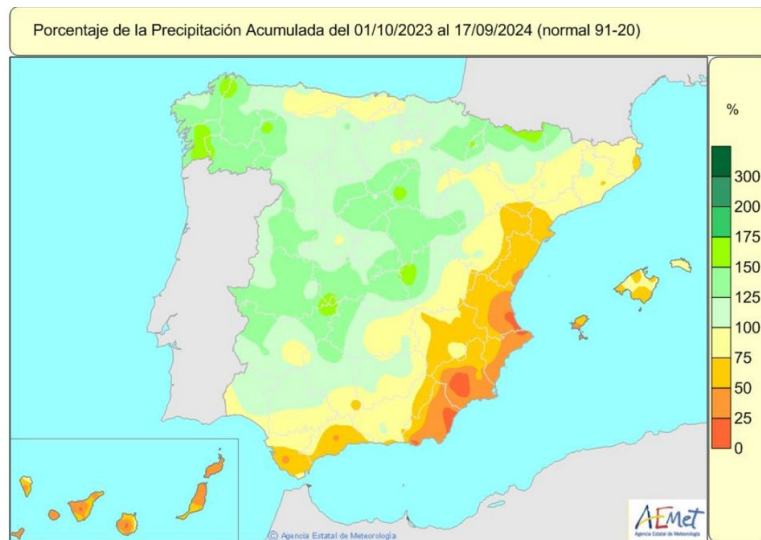 Porcentaje de la Precipitación Acumulada del 01/10/2023 al 17/09/2024 (normal 91-20)
%
300
200
175
150
125
100
75
50
25
0
© Agencia Estatal de Meteorología
AEMet
Agencia Estatal de Meteorología